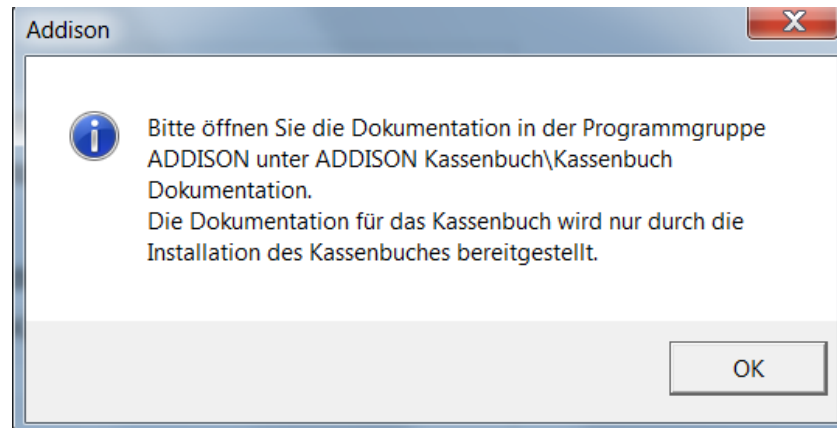 Addison
Bitte öffnen Sie die Dokumentation in der Programmgruppe
ADDISON unter ADDISON Kassenbuch\Kassenbuch
Dokumentation.
Die Dokumentation für das Kassenbuch wird nur durch die
Installation des Kassenbuches bereitgestellt.
OK